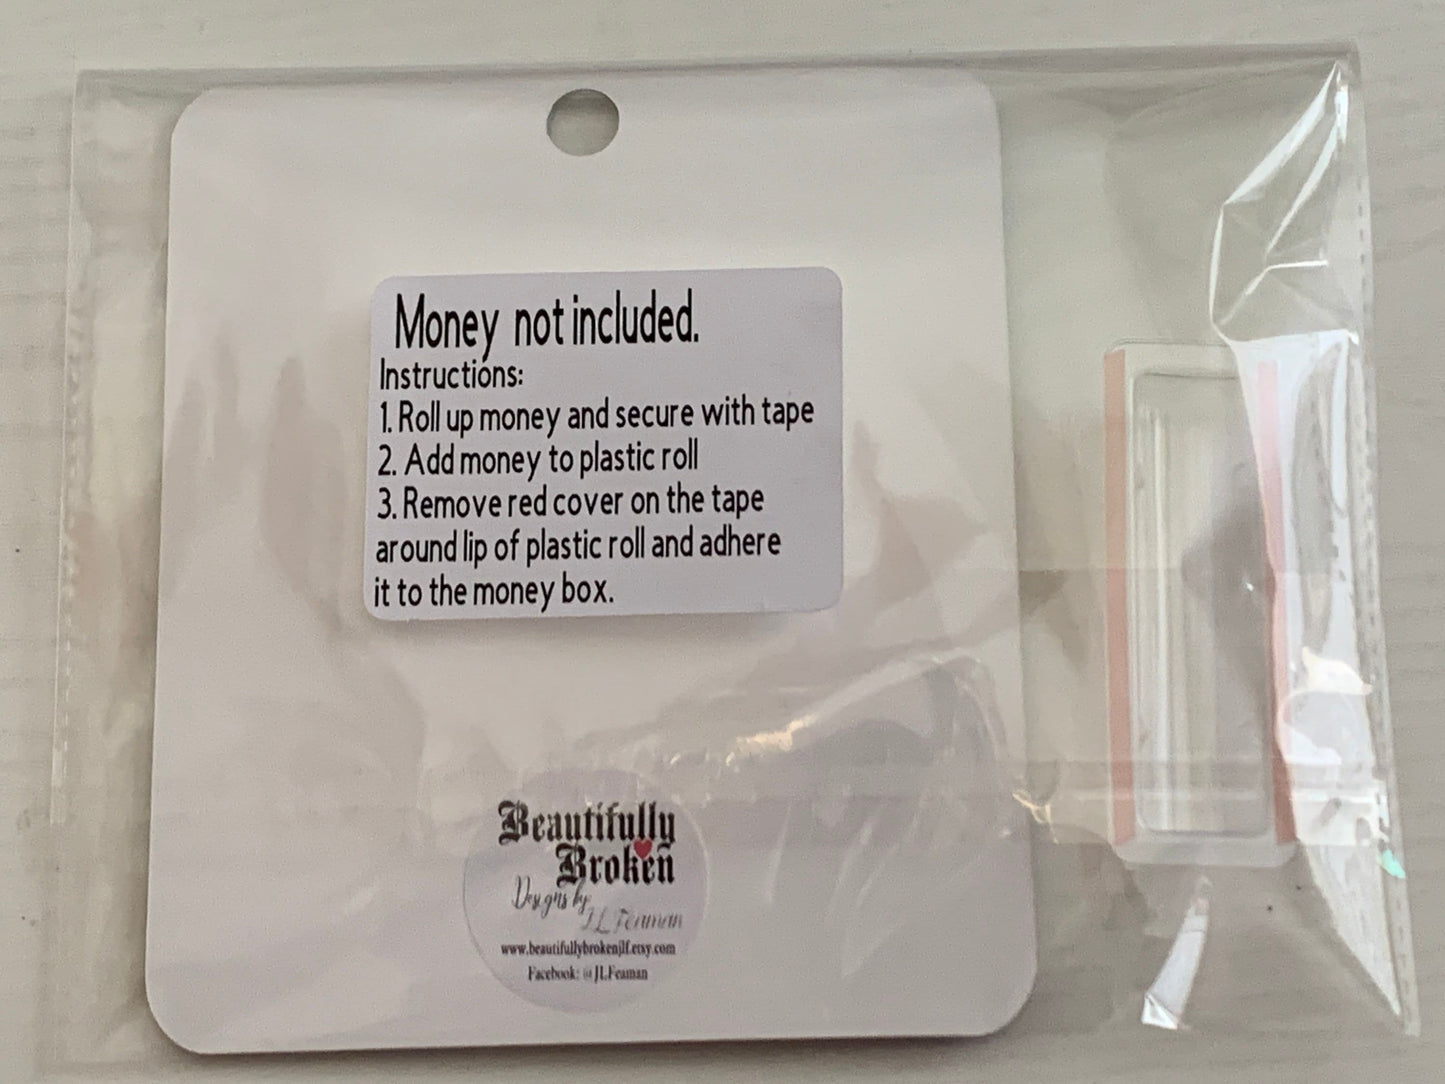 Money not included.
Instructions:
1. Roll up money and secure with tape
2. Add money to plastic roll
3. Remove red cover on the tape
around lip of plastic roll and adhere
it to the money box.
Beautifully
Broken
Designs by
JL Feaman
www.beautifullybrokenjlf.etsy.com
Facebook: @JLFeaman